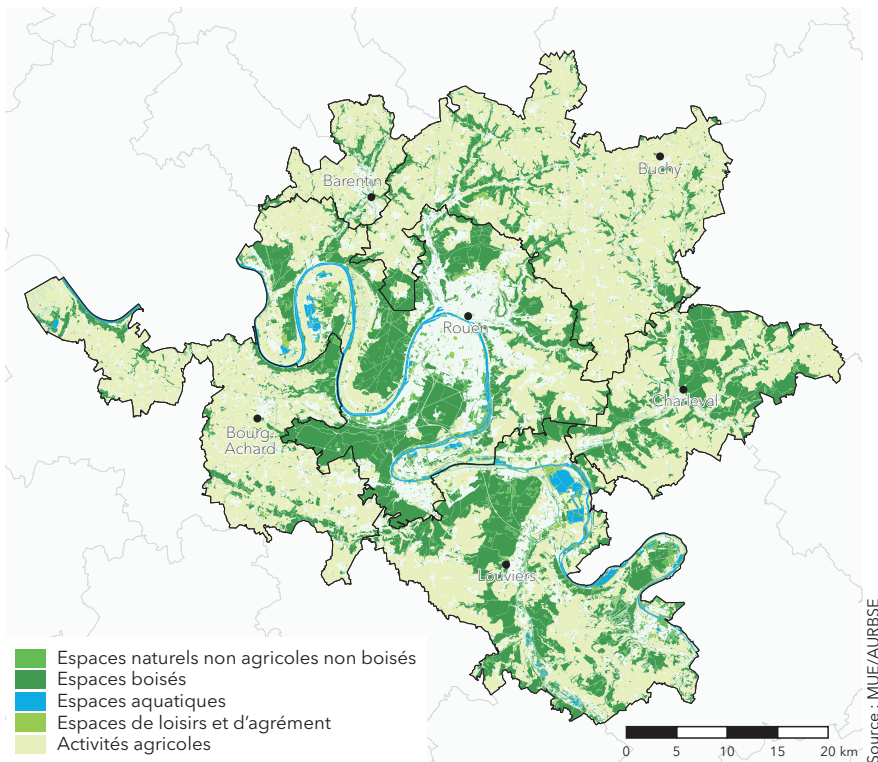 Barentin
Buchy
Rouen
Charleval
Bourg
Achard
Louviers
Espaces naturels non agricoles non boisés
Espaces boisés
Espaces aquatiques
Espaces de loisirs et d'agrément
Activités agricoles
0 5 10 15 20 km
Source : MUE/AURBSE